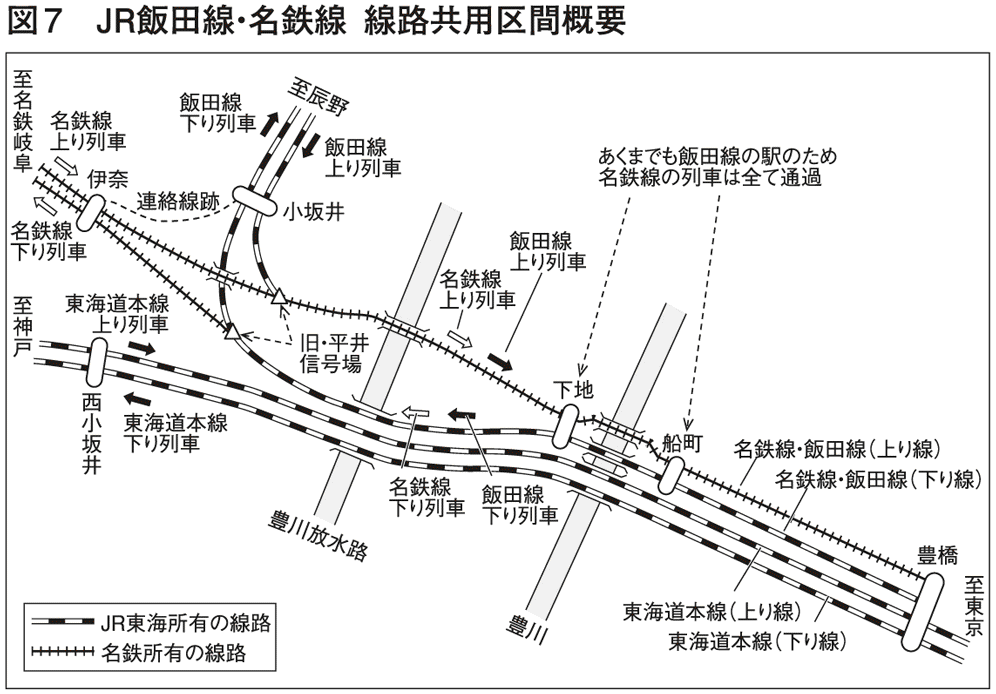 図7 JR飯田線・名鉄線 線路共用区間概要
至名鉄岐阜
名鉄線
上り列車
伊奈
名鉄線
下り列車
連絡線跡
飯田線
下り列車
至辰野
飯田線
上り列車
小坂井
あくまでも飯田線の駅のため
名鉄線の列車は全て通過
飯田線
上り列車
名鉄線
上り列車
至神戸
東海道本線
上り列車
旧・平井
信号場
西小坂井
東海道本線
下り列車
下地
船町
名鉄線・飯田線(上り線)
名鉄線・飯田線(下り線)
名鉄線
下り列車
飯田線
下り列車
豊川放水路
豊橋
至東京
東海道本線(上り線)
東海道本線(下り線)
豊川
JR東海所有の線路
名鉄所有の線路